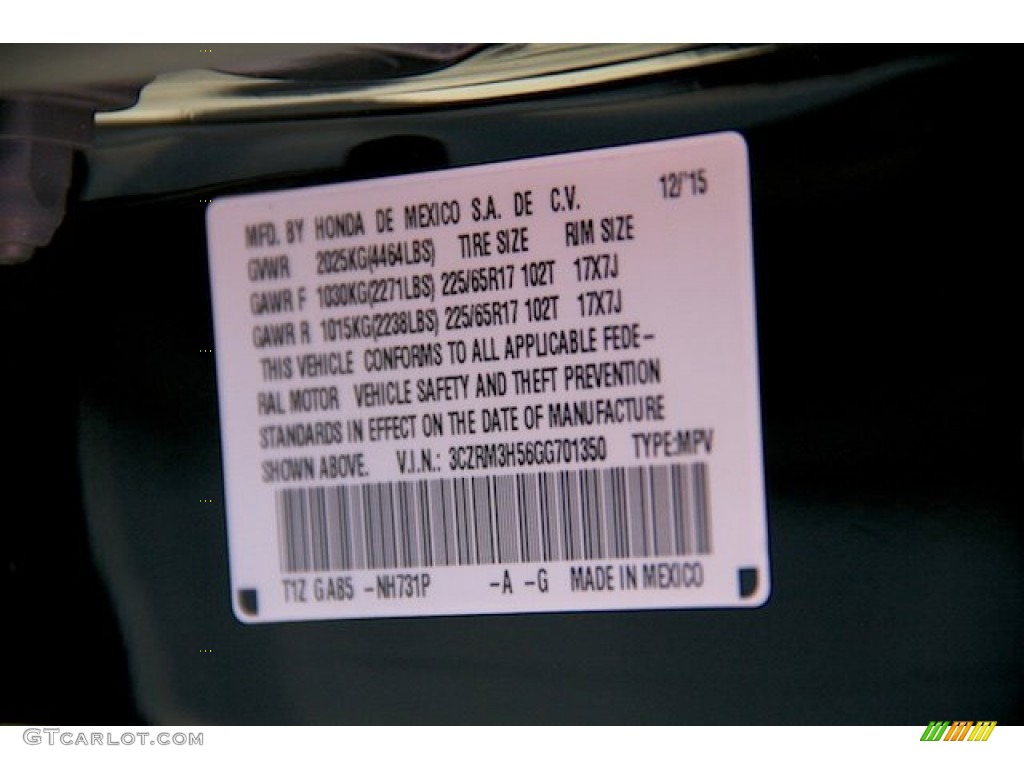 MFD. BY HONDA DE MEXICO S.A. DE C.V. 12/'15
GVWR 2025KG(4464LBS) TIRE SIZE RIM SIZE
GAWR F 1030KG(2271LBS) 225/65R17 102T 17X7J
GAWR R 1015KG(2238LBS) 225/65R17 102T 17X7J
THIS VEHICLE CONFORMS TO ALL APPLICABLE FEDE-
RAL MOTOR VEHICLE SAFETY AND THEFT PREVENTION
STANDARDS IN EFFECT ON THE DATE OF MANUFACTURE
SHOWN ABOVE. V.I.N.: 3CZRM3H56GG701350 TYPE:MPV
T1Z GA85 -NH731P -A -G MADE IN MEXICO
GTCARLOT.COM